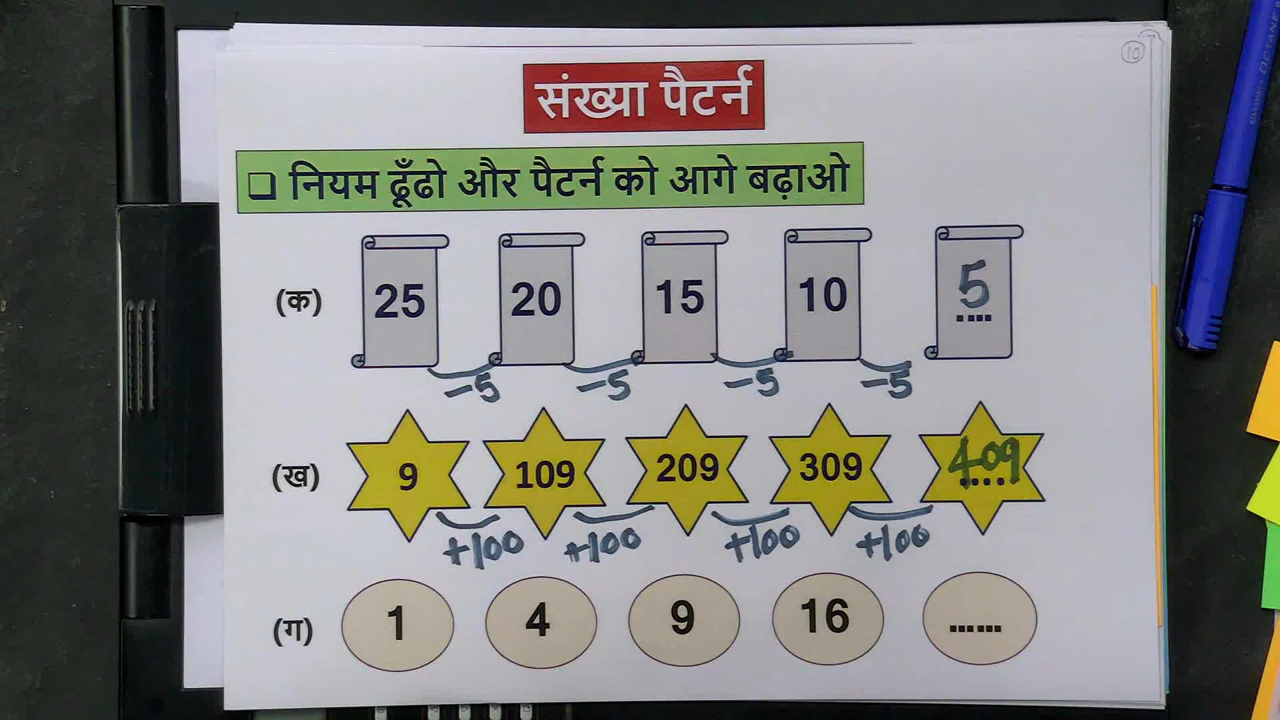 10
संख्या पैटर्न
❑ नियम ढूँढो और पैटर्न को आगे बढ़ाओ
(क) 25 20 15 10 5
-5 -5 -5 -5
(ख) 9 109 209 309 409
+100 +100 +100 +100
(ग) 1 4 9 16 ......